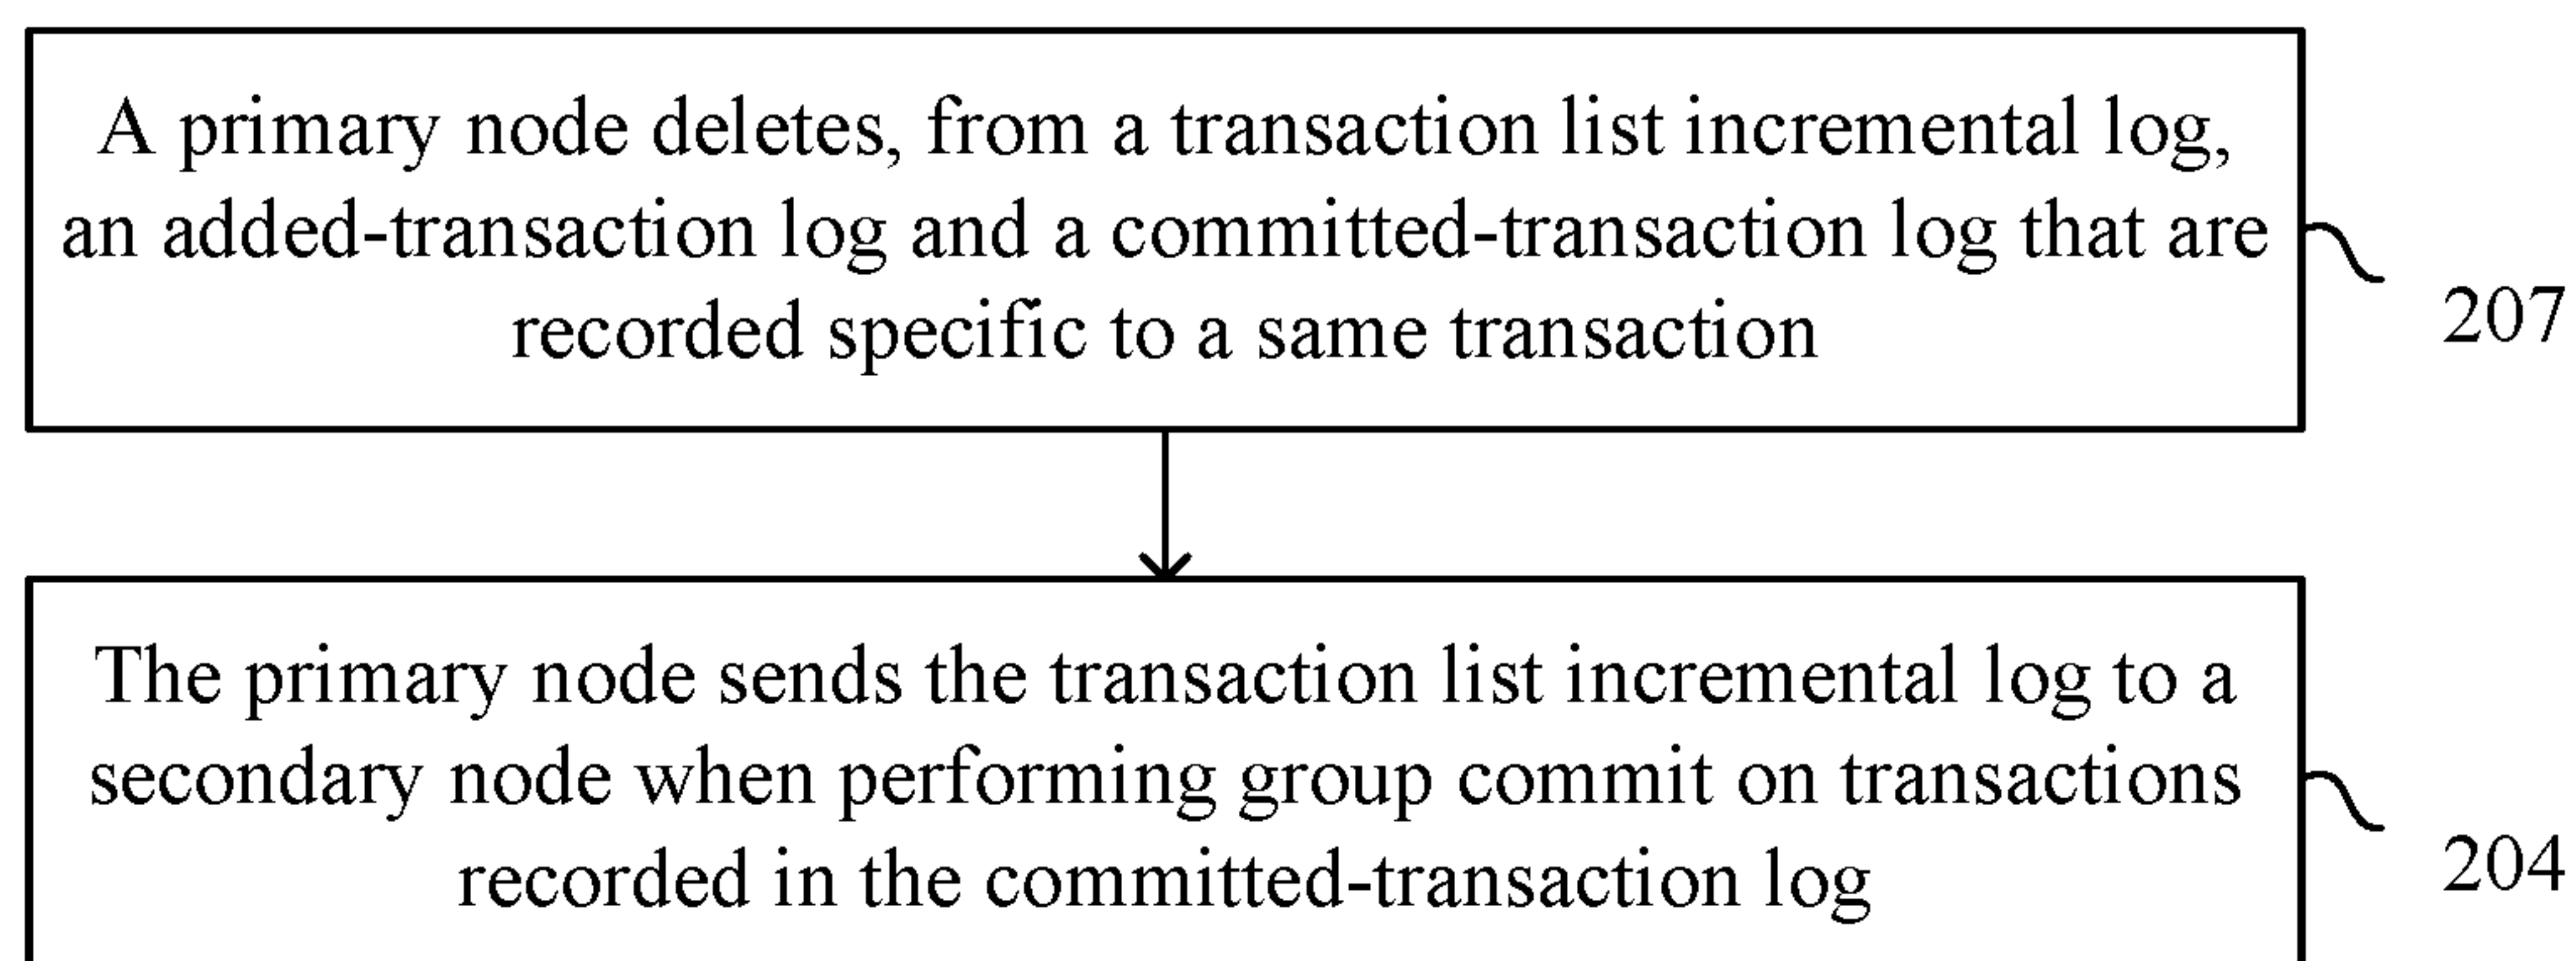 A primary node deletes, from a transaction list incremental log,
an added-transaction log and a committed-transaction log that are
recorded specific to a same transaction
207
The primary node sends the transaction list incremental log to a
secondary node when performing group commit on transactions
recorded in the committed-transaction log
204